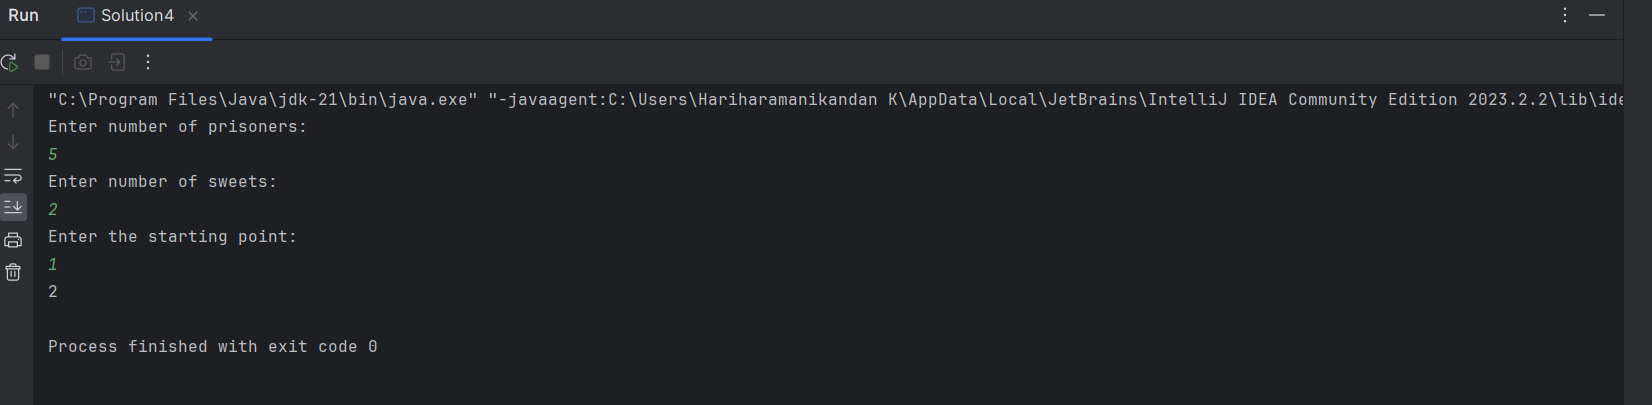 Run Solution4
"C:\Program Files\Java\jdk-21\bin\java.exe" "-javaagent:C:\Users\Hariharamanikandan K\AppData\Local\JetBrains\IntelliJ IDEA Community Edition 2023.2.2\lib\ide
Enter number of prisoners:
5
Enter number of sweets:
2
Enter the starting point:
1
2
Process finished with exit code 0